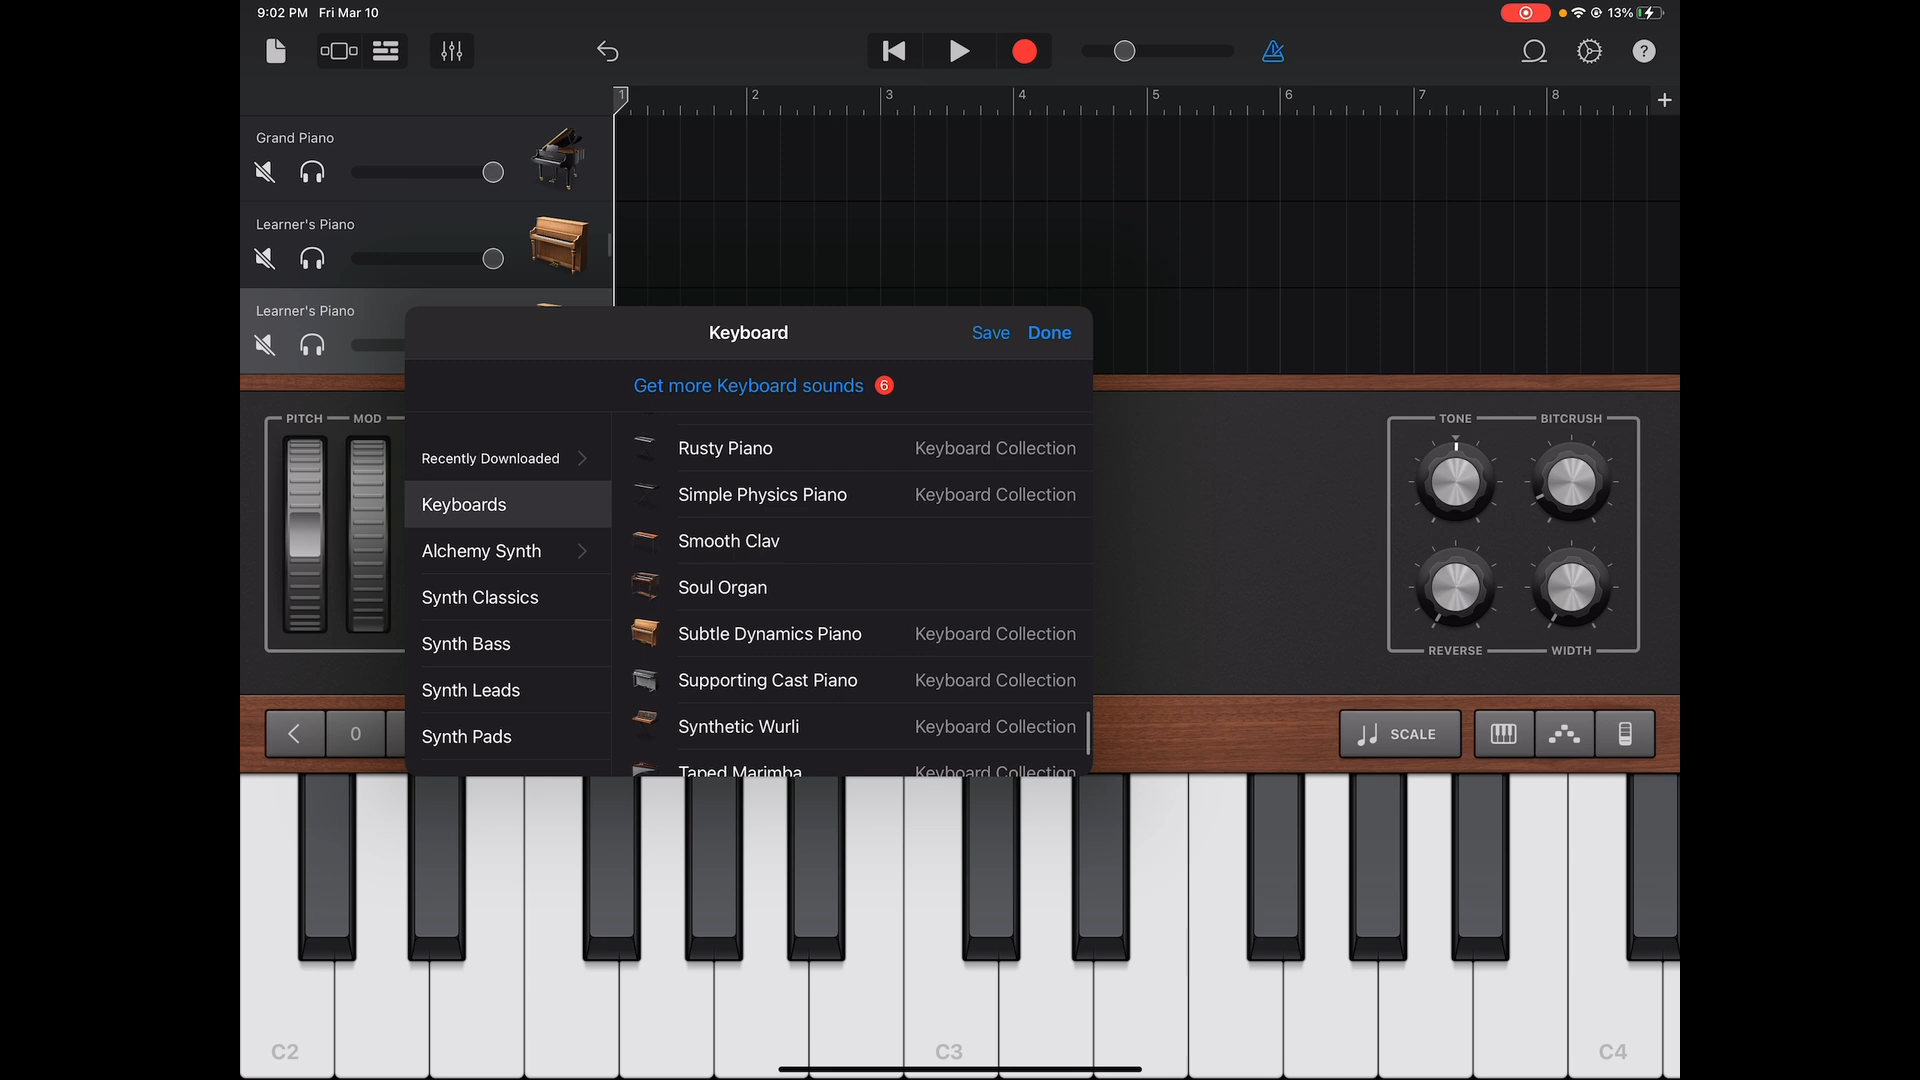 9:02 PM Fri Mar 10
13%
?
1 2 3 4 5 6 7 8
+
Grand Piano
Learner's Piano
Learner's Piano
Keyboard Save Done
Get more Keyboard sounds 6
PITCH MOD
TONE BITCRUSH
Recently Downloaded
Keyboards
Alchemy Synth
Synth Classics
Synth Bass
Synth Leads
Synth Pads
Rusty Piano Keyboard Collection
Simple Physics Piano Keyboard Collection
Smooth Clav
Soul Organ
Subtle Dynamics Piano Keyboard Collection
Supporting Cast Piano Keyboard Collection
Synthetic Wurli Keyboard Collection
Taped Marimba Keyboard Collection
REVERSE WIDTH
0
SCALE
C2 C3 C4